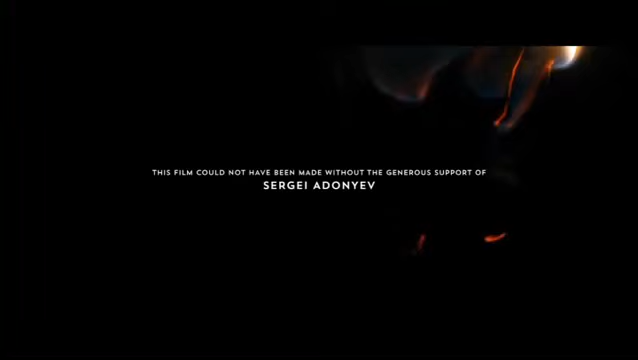 THIS FILM COULD NOT HAVE BEEN MADE WITHOUT THE GENEROUS SUPPORT OF
SERGEI ADONYEV